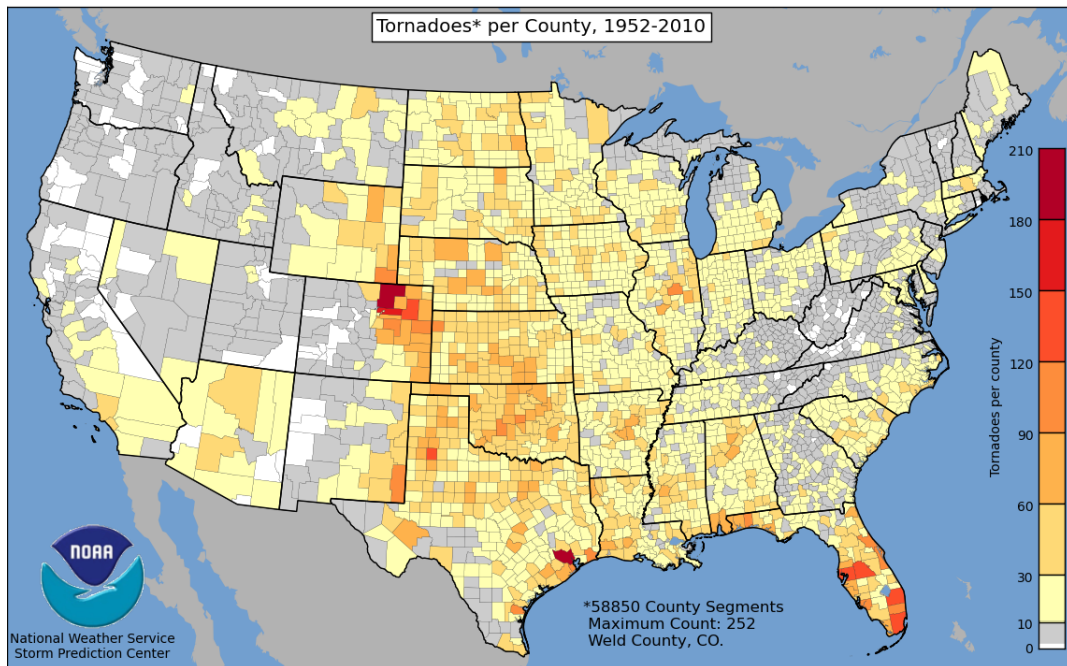 Tornadoes* per County, 1952-2010
210
180
150
120
90
60
30
10
0
Tornadoes per county
*58850 County Segments
Maximum Count: 252
Weld County, CO.
NOAA
National Weather Service
Storm Prediction Center